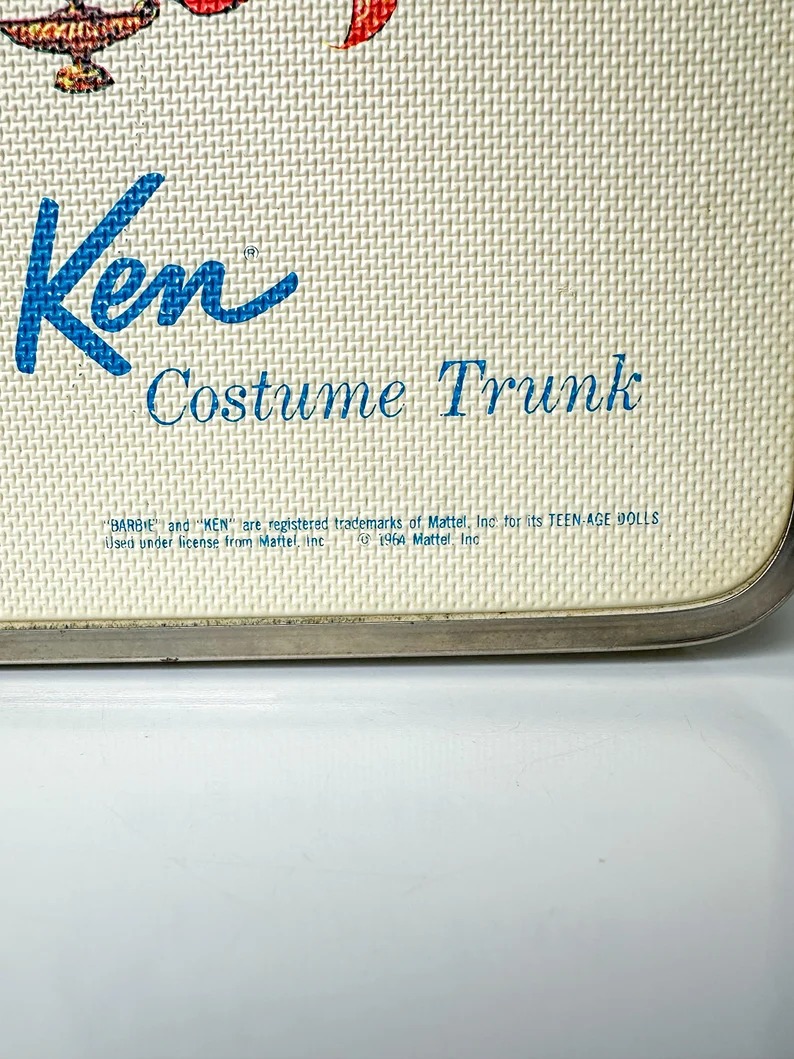 Ken®
Costume Trunk
"BARBIE" and "KEN" are registered trademarks of Mattel, Inc. for its TEEN-AGE DOLLS
Used under license from Mattel, Inc © 1964 Mattel, Inc